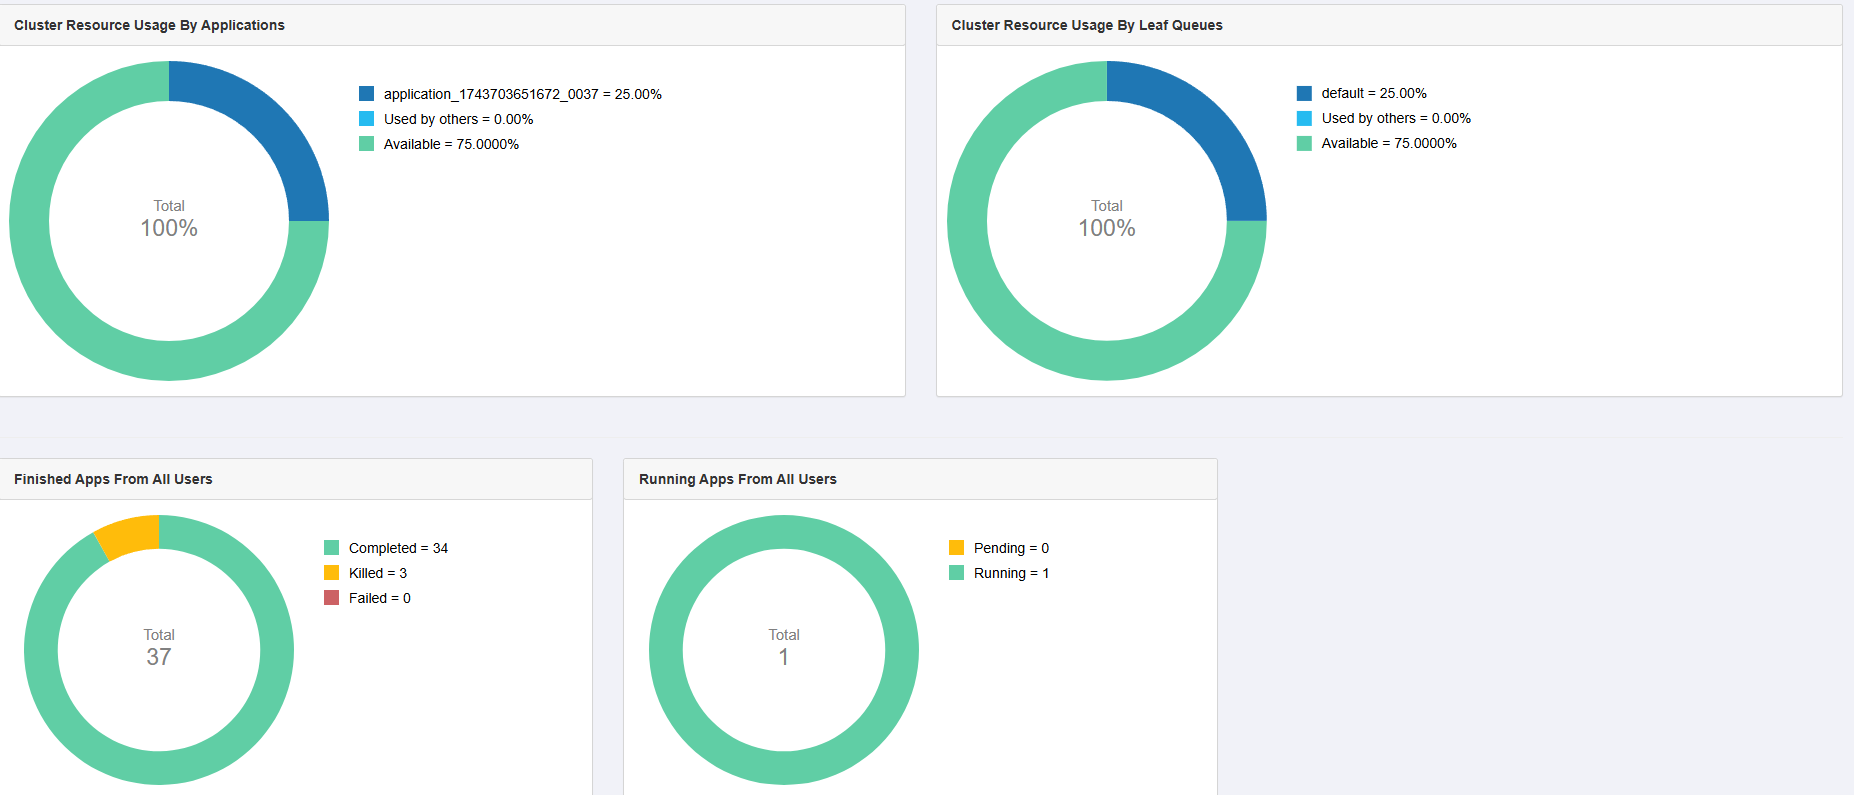 Cluster Resource Usage By Applications
application_1743703651672_0037 = 25.00%
Used by others = 0.00%
Available = 75.0000%
Total
100%
Cluster Resource Usage By Leaf Queues
default = 25.00%
Used by others = 0.00%
Available = 75.0000%
Total
100%
Finished Apps From All Users
Completed = 34
Killed = 3
Failed = 0
Total
37
Running Apps From All Users
Pending = 0
Running = 1
Total
1